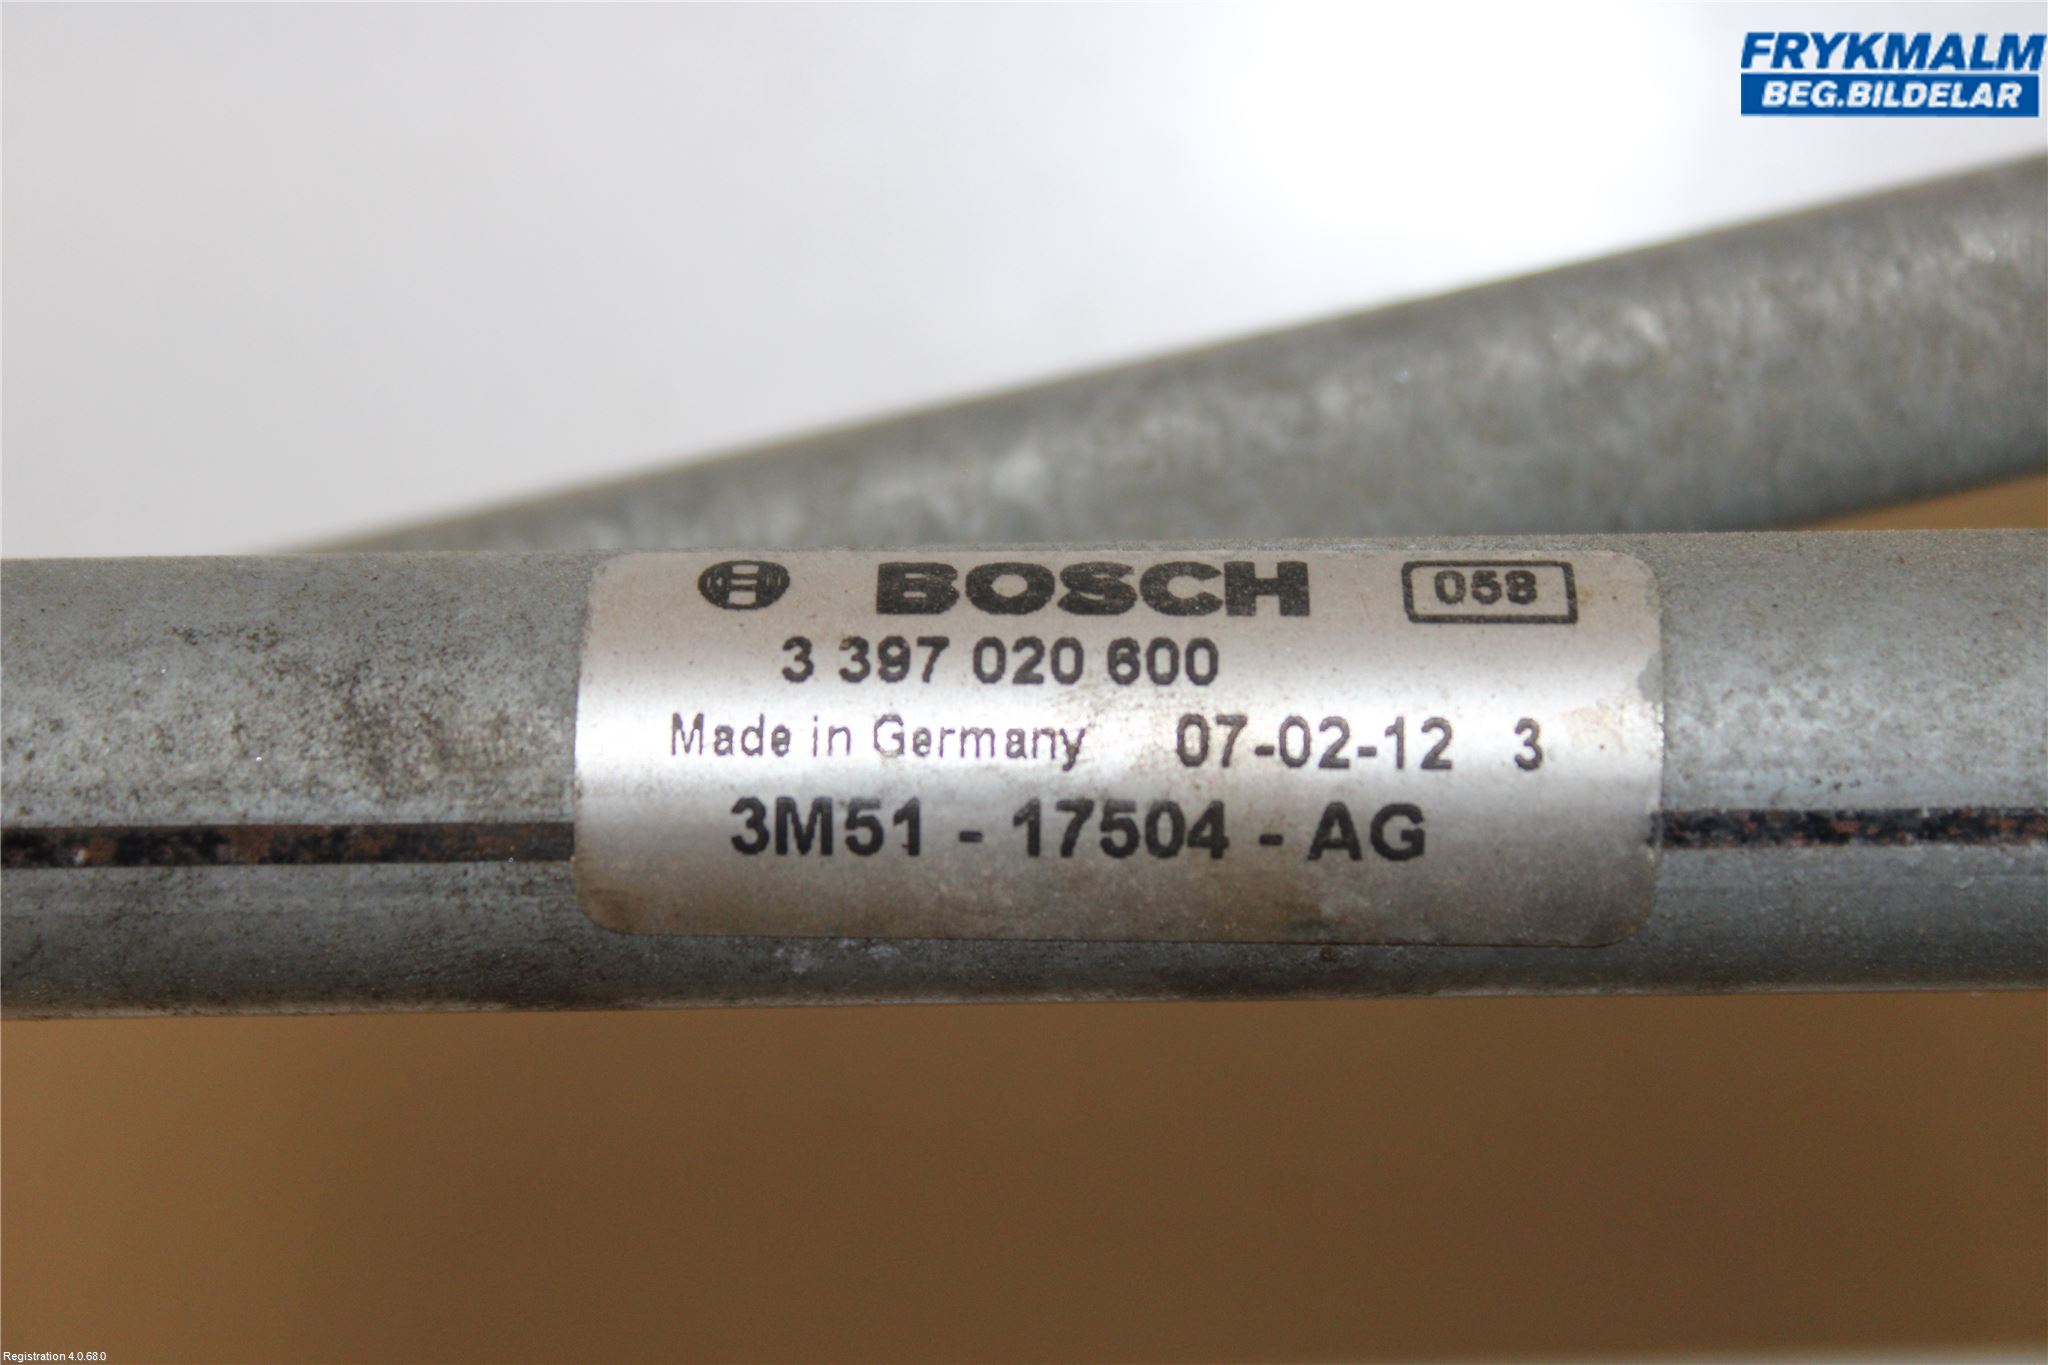 FRYKMALM
BEG.BILDELAR
BOSCH 058
3 397 020 600
Made in Germany 07-02-12 3
3M51 - 17504 - AG
Registration 4.0.68.0